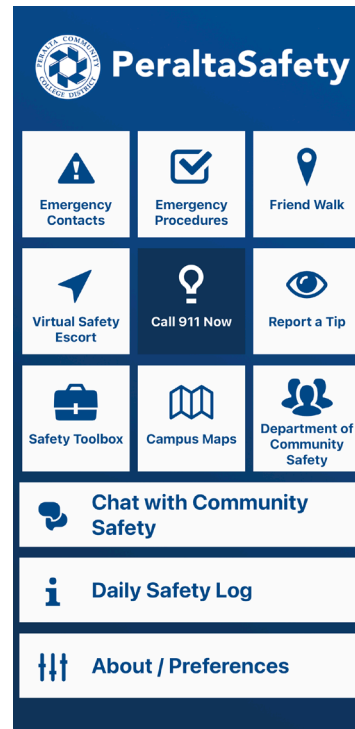 PERALTA COMMUNITY
COLLEGE DISTRICT
PeraltaSafety
Emergency
Contacts
Emergency
Procedures
Friend Walk
Virtual Safety
Escort
Call 911 Now
Report a Tip
Safety Toolbox
Campus Maps
Department of
Community
Safety
Chat with Community
Safety
Daily Safety Log
About / Preferences